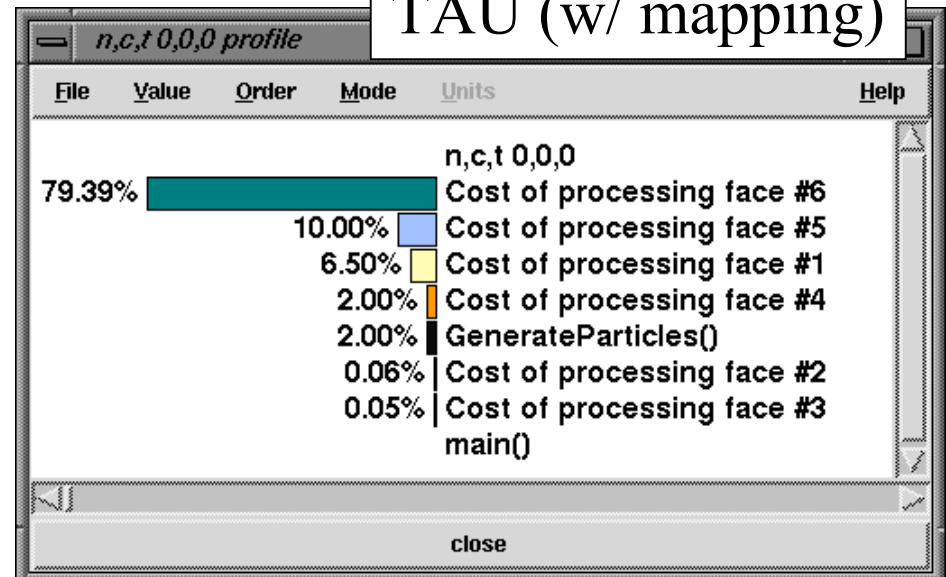 TAU (w/ mapping)
n,c,t 0,0,0 profile
File Value Order Mode Units Help
n,c,t 0,0,0
79.39% Cost of processing face #6
10.00% Cost of processing face #5
6.50% Cost of processing face #1
2.00% Cost of processing face #4
2.00% GenerateParticles()
0.06% Cost of processing face #2
0.05% Cost of processing face #3
main()
close